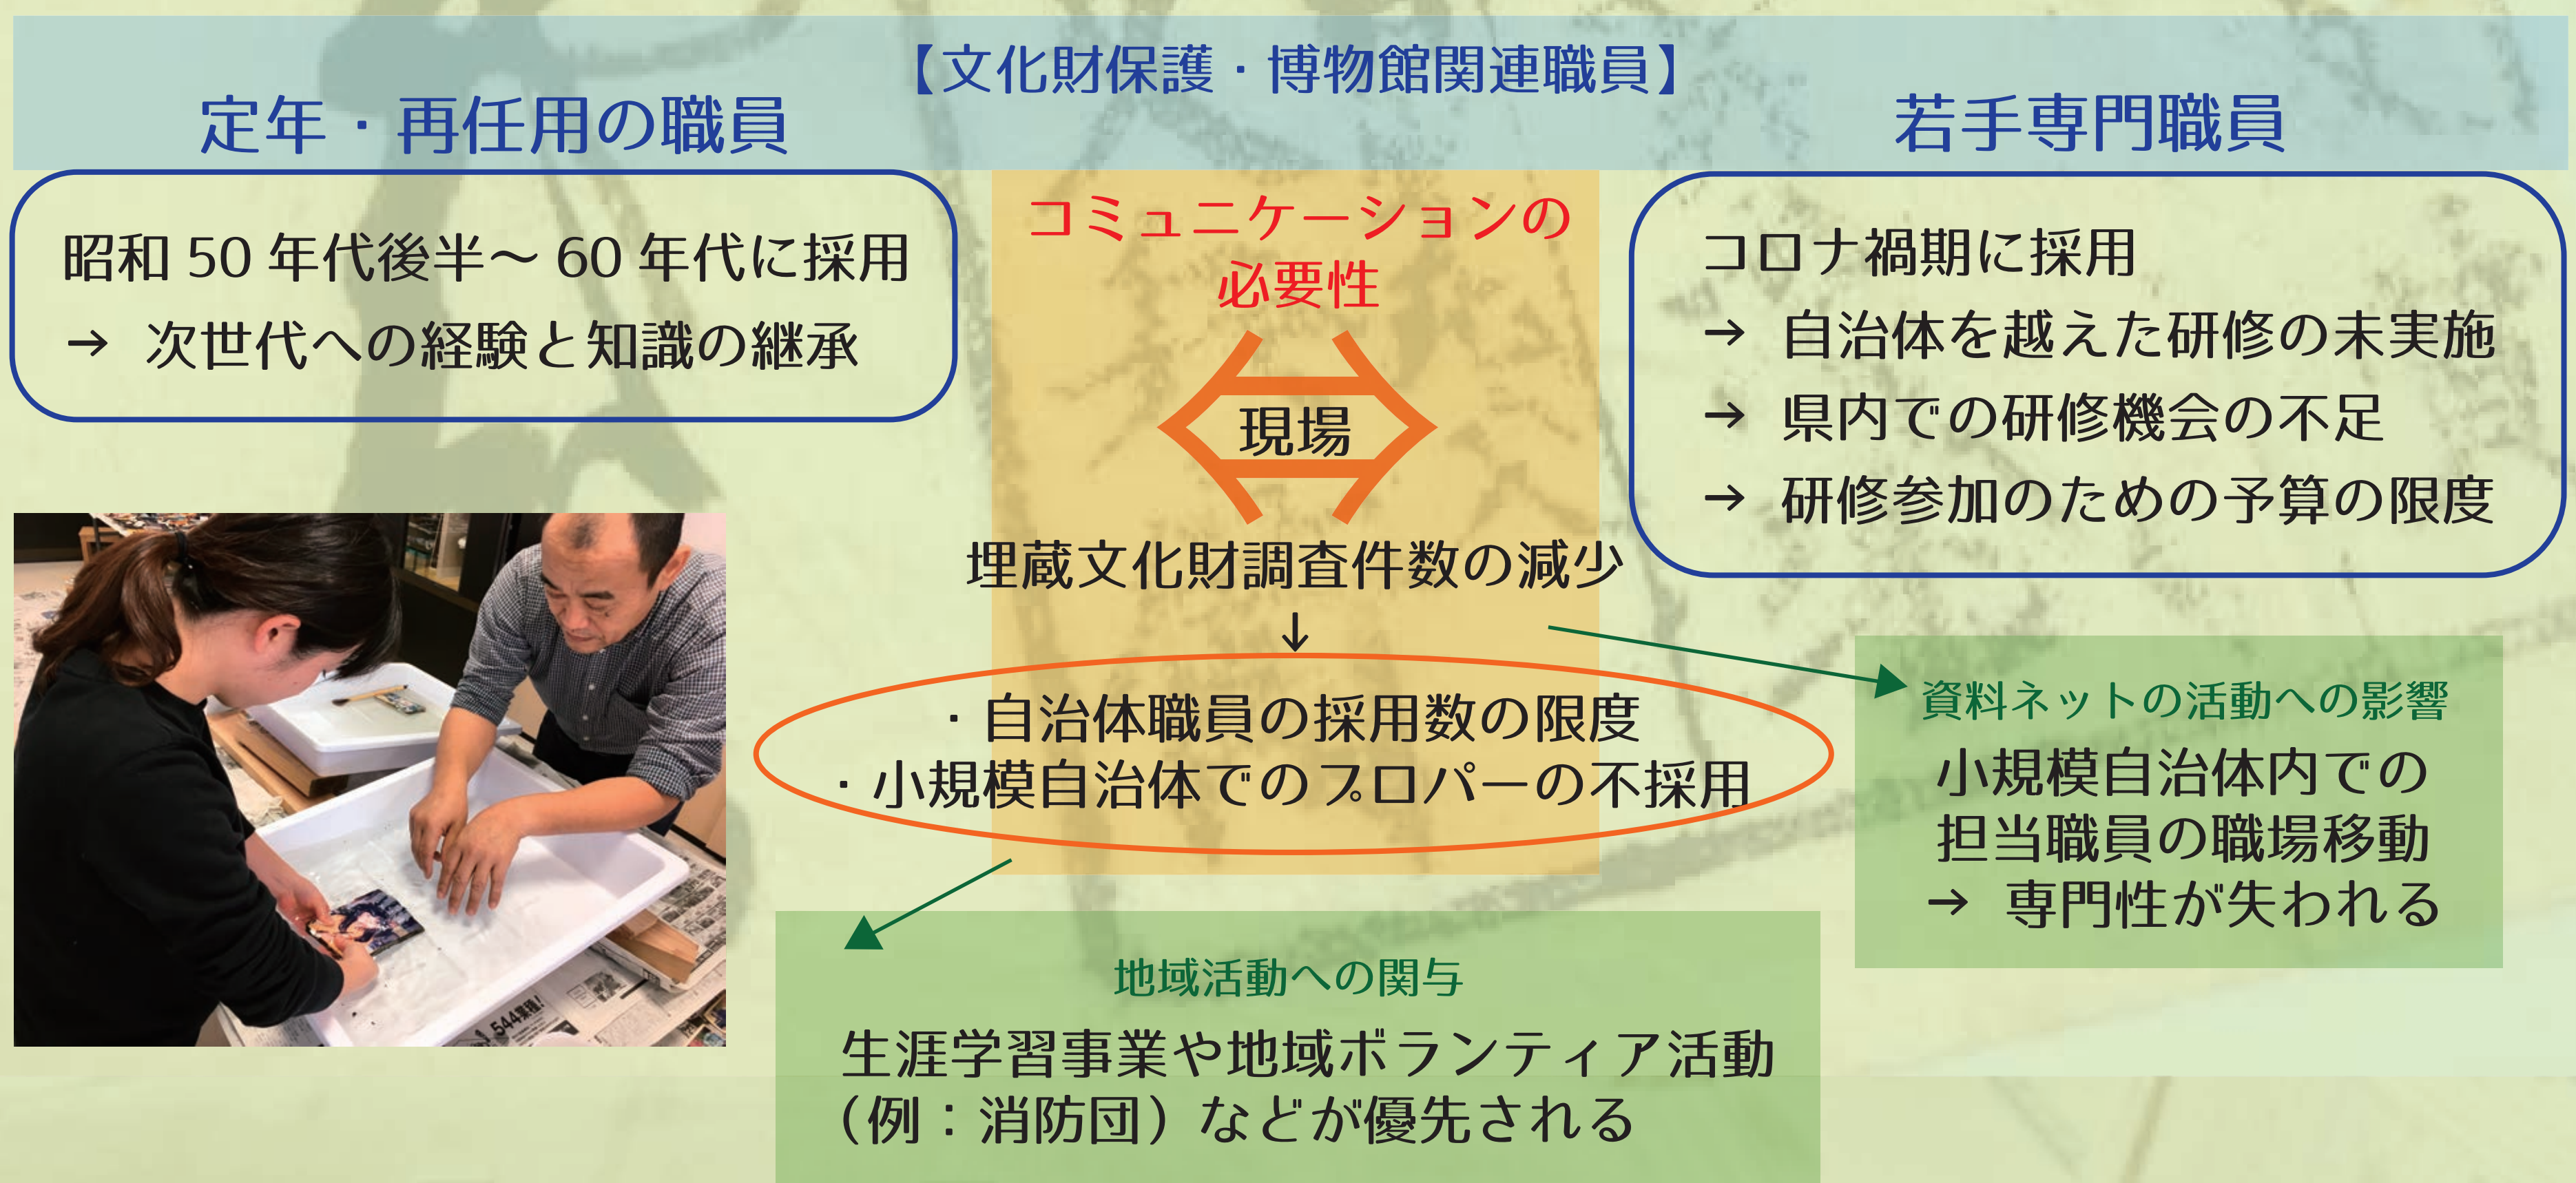 【文化財保護・博物館関連職員】
定年・再任用の職員
若手専門職員
昭和 50 年代後半～ 60 年代に採用
→ 次世代への経験と知識の継承
コミュニケーションの
必要性
現場
埋蔵文化財調査件数の減少
↓
・自治体職員の採用数の限度
・小規模自治体でのプロパーの不採用
コロナ禍期に採用
→ 自治体を越えた研修の未実施
→ 県内での研修機会の不足
→ 研修参加のための予算の限度
資料ネットの活動への影響
小規模自治体内での
担当職員の職場移動
→ 専門性が失われる
地域活動への関与
生涯学習事業や地域ボランティア活動
（例：消防団）などが優先される
544業種!